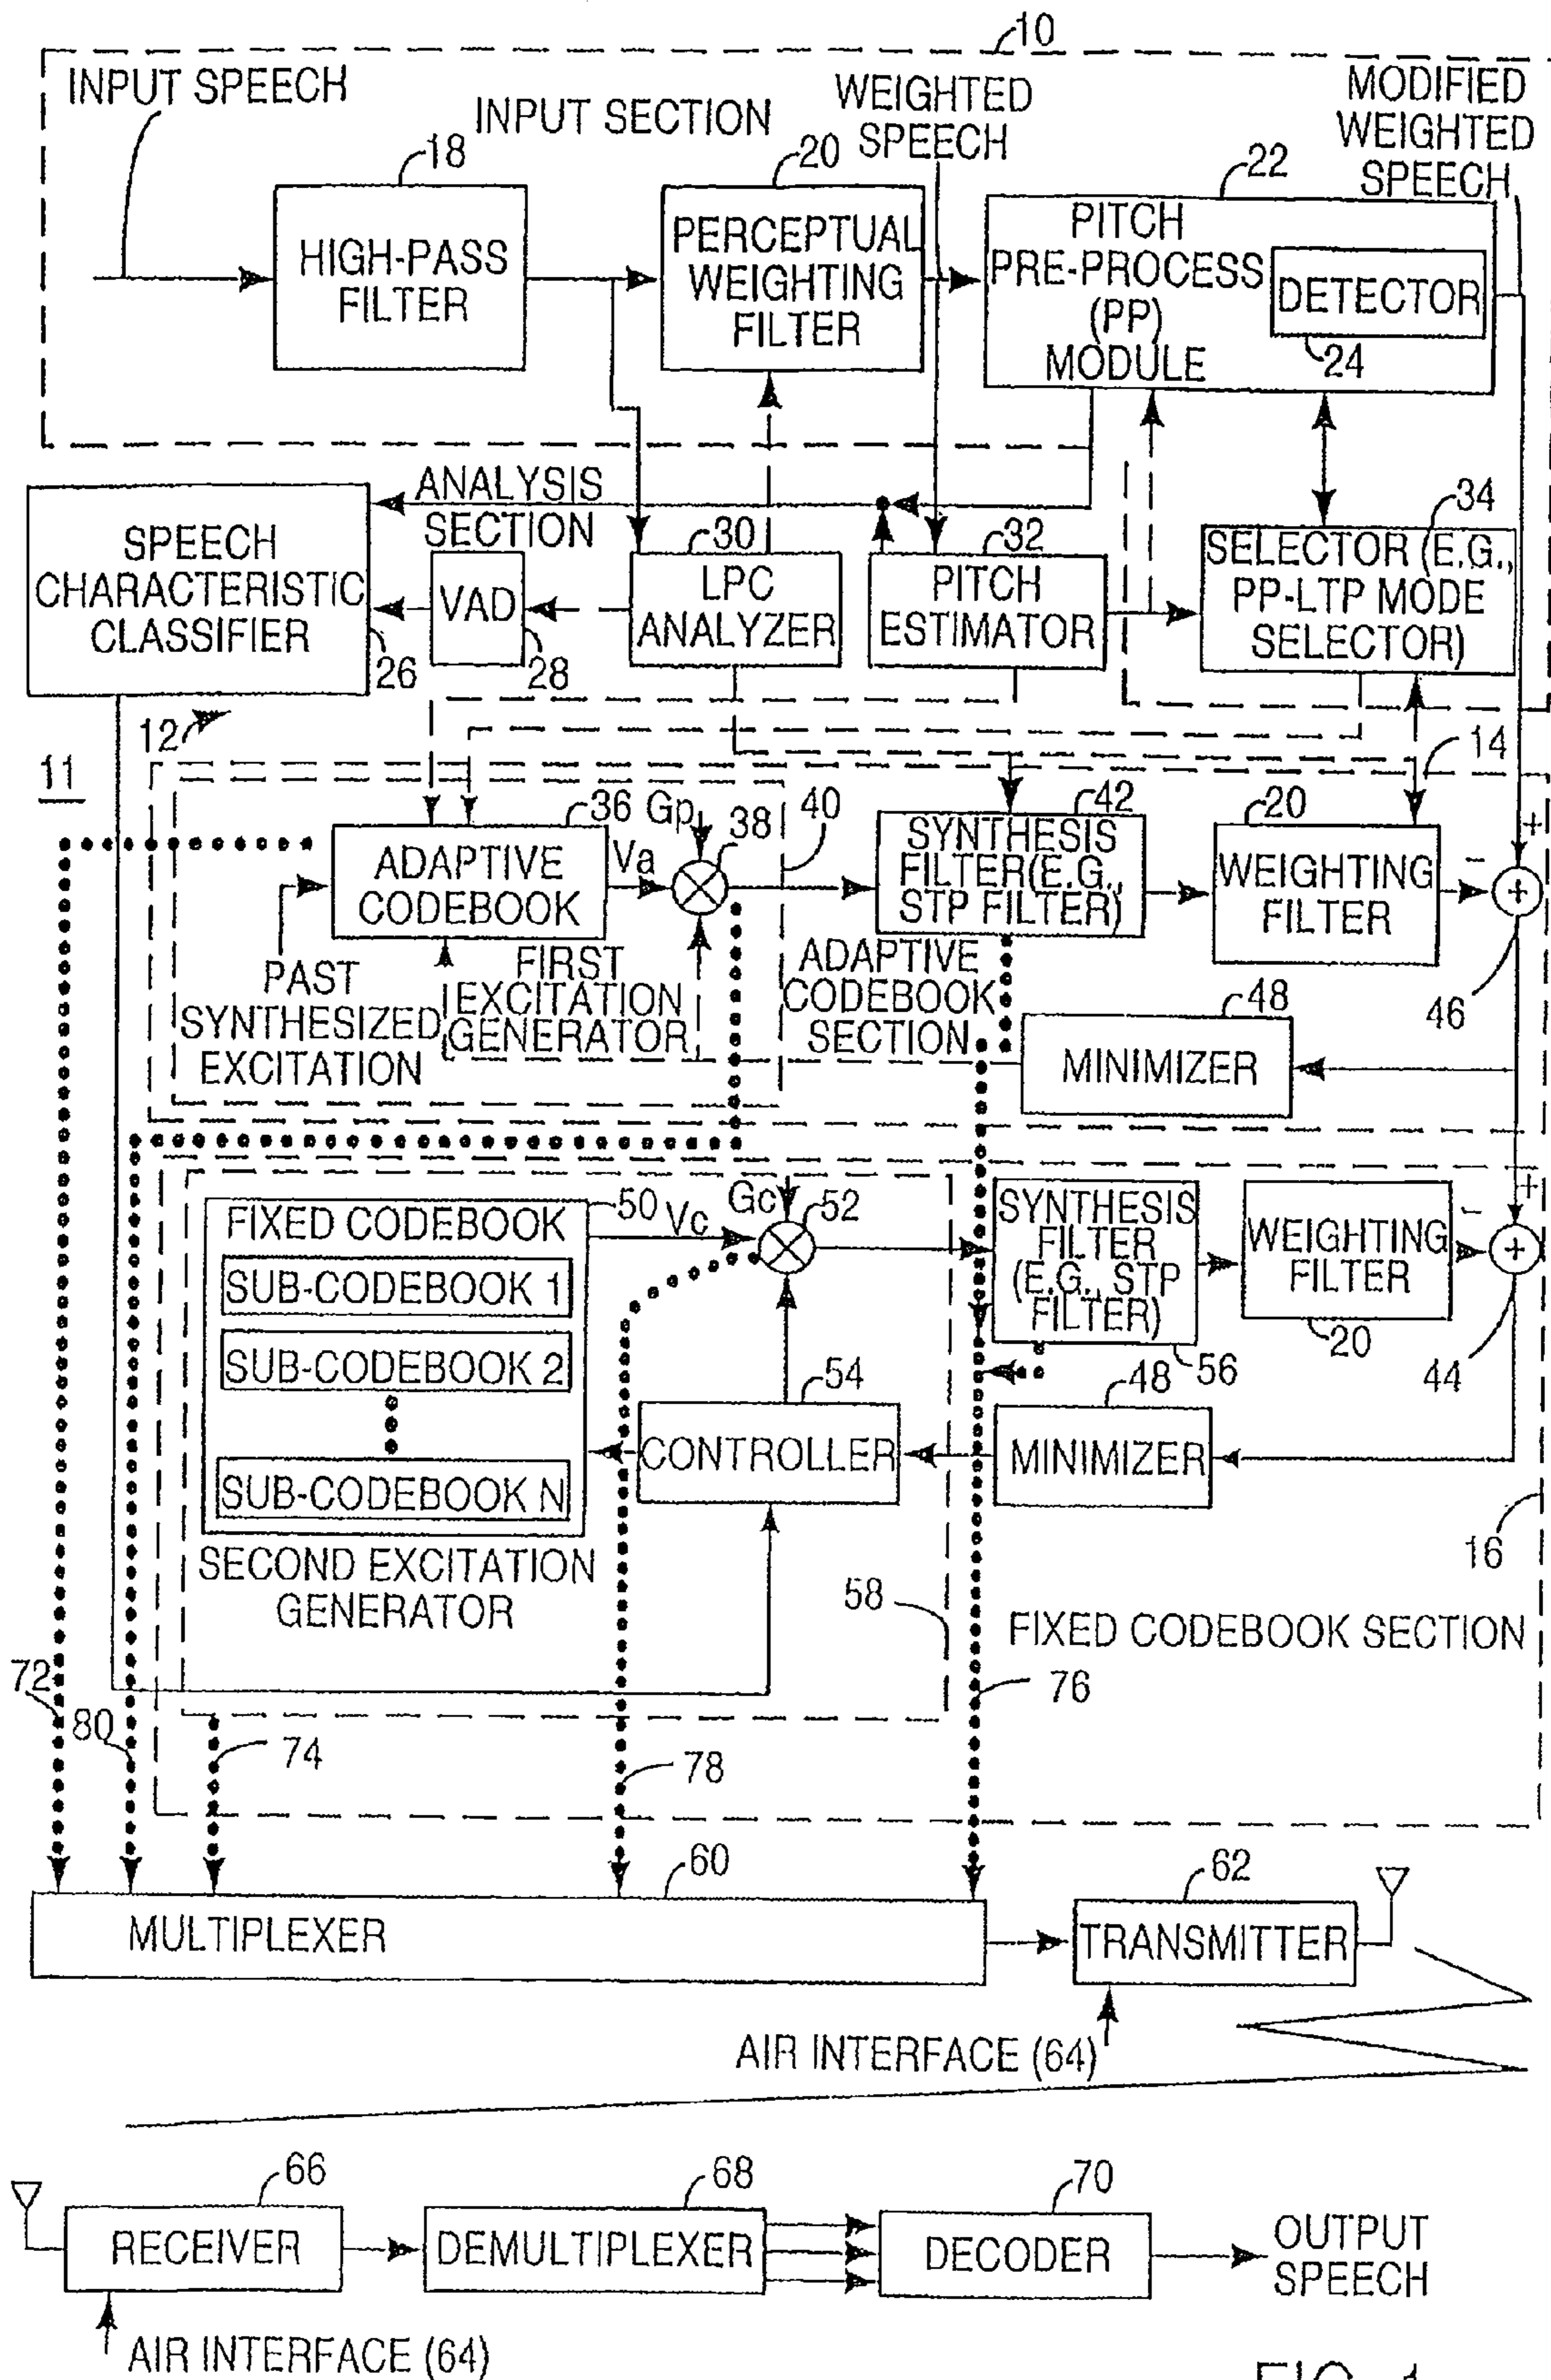 10
INPUT SPEECH
INPUT SECTION
WEIGHTED
SPEECH
MODIFIED
WEIGHTED
SPEECH
18
20
22
HIGH-PASS
FILTER
PERCEPTUAL
WEIGHTING
FILTER
PITCH
PRE-PROCESS
(PP)
MODULE
DETECTOR
24
ANALYSIS
SECTION
30
32
34
SPEECH
CHARACTERISTIC
CLASSIFIER
26
VAD
28
LPC
ANALYZER
PITCH
ESTIMATOR
SELECTOR (E.G.,
PP-LTP MODE
SELECTOR)
12
11
14
36
Gp
38
40
42
20
ADAPTIVE
CODEBOOK
Va
SYNTHESIS
FILTER(E.G.,
STP FILTER)
WEIGHTING
FILTER
-
+
+
46
PAST
SYNTHESIZED
EXCITATION
FIRST
EXCITATION
GENERATOR
ADAPTIVE
CODEBOOK
SECTION
48
MINIMIZER
FIXED CODEBOOK
50
Vc
Gc
52
SUB-CODEBOOK 1
SUB-CODEBOOK 2
SUB-CODEBOOK N
SYNTHESIS
FILTER
(E.G., STP
FILTER)
56
WEIGHTING
FILTER
20
-
+
+
44
54
CONTROLLER
48
MINIMIZER
16
SECOND EXCITATION
GENERATOR
58
FIXED CODEBOOK SECTION
72
80
74
78
76
60
MULTIPLEXER
62
TRANSMITTER
AIR INTERFACE (64)
66
RECEIVER
68
DEMULTIPLEXER
70
DECODER
OUTPUT
SPEECH
AIR INTERFACE (64)
FIG. 1